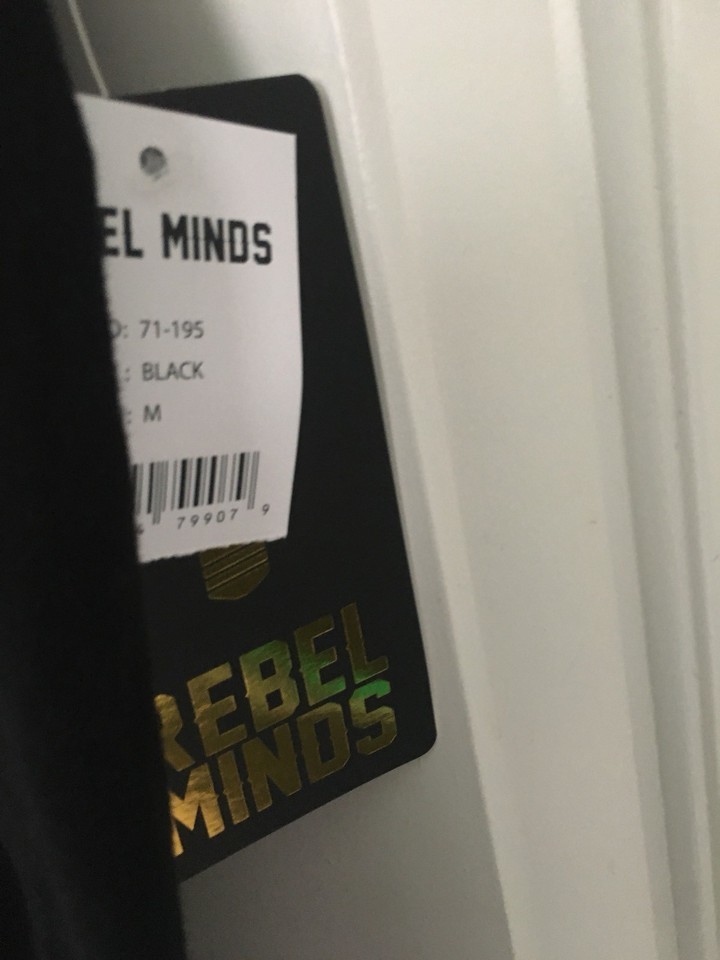 EL MINDS
: 71-195
: BLACK
: M
79907 9
REBEL
MINDS